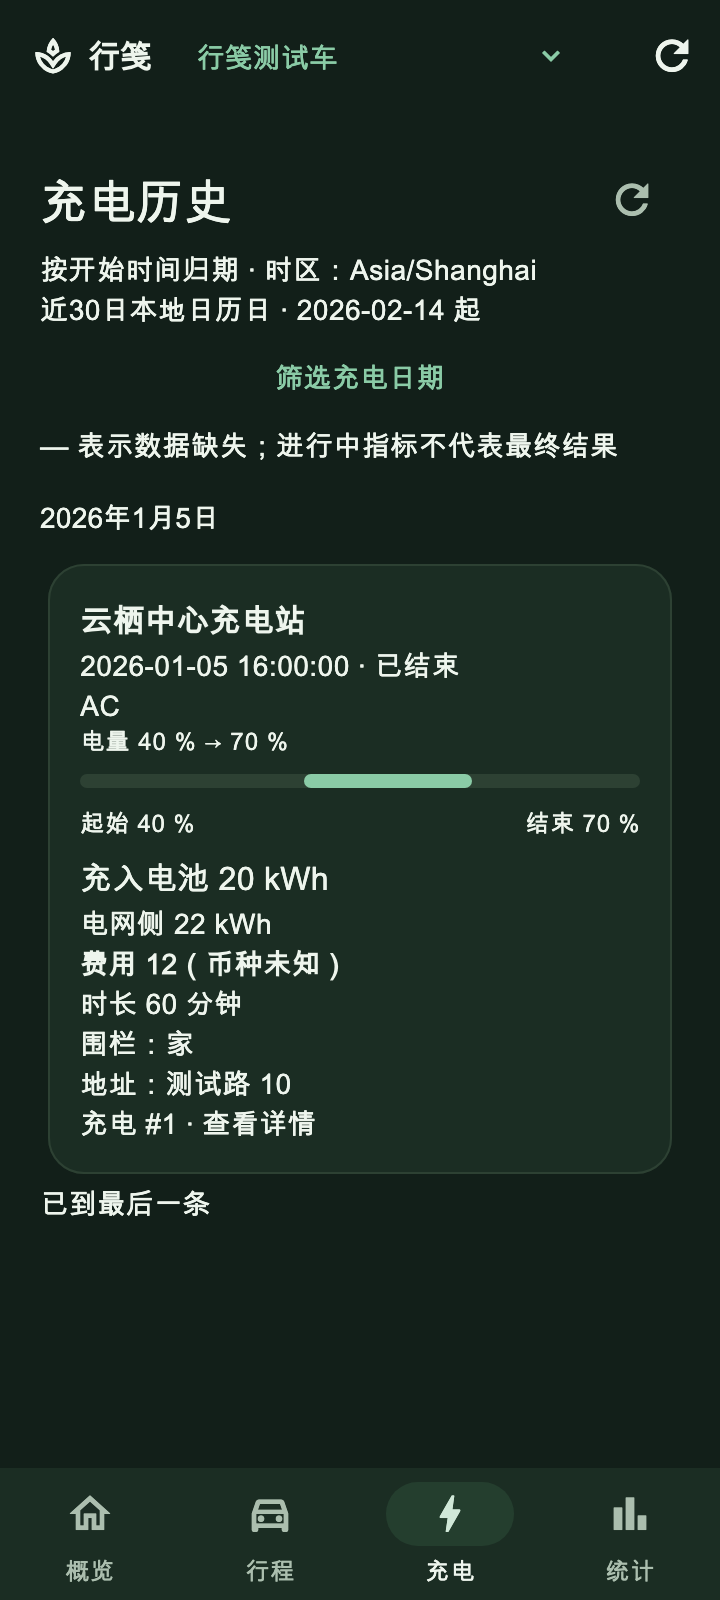 行笺 行笺测试车
充电历史
按开始时间归期 · 时区：Asia/Shanghai
近30日本地日历日 · 2026-02-14 起
筛选充电日期
— 表示数据缺失；进行中指标不代表最终结果
2026年1月5日
云栖中心充电站
2026-01-05 16:00:00 · 已结束
AC
电量 40 % → 70 %
起始 40 % 结束 70 %
充入电池 20 kWh
电网侧 22 kWh
费用 12（币种未知）
时长 60 分钟
围栏：家
地址：测试路 10
充电 #1 · 查看详情
已到最后一条
概览 行程 充电 统计